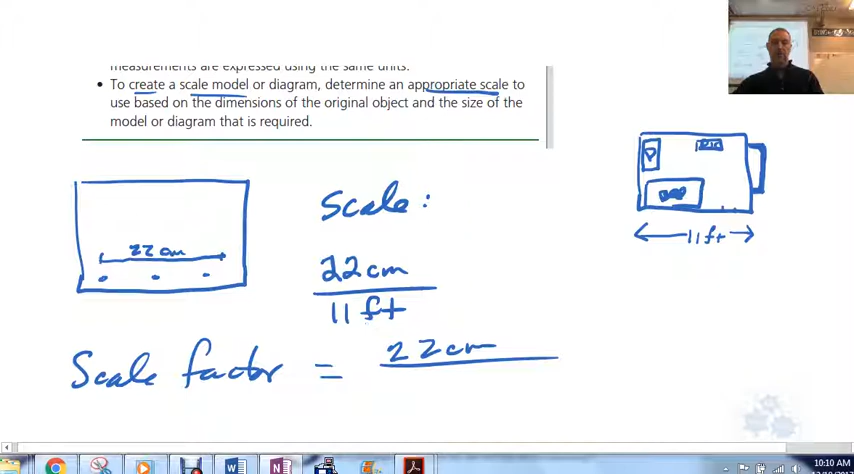 measurements are expressed using the same units.
• To create a scale model or diagram, determine an appropriate scale to
use based on the dimensions of the original object and the size of the
model or diagram that is required.
22 cm
Scale:
22 cm
11 ft
11 ft
Scale factor = 22 cm
10:10 AM